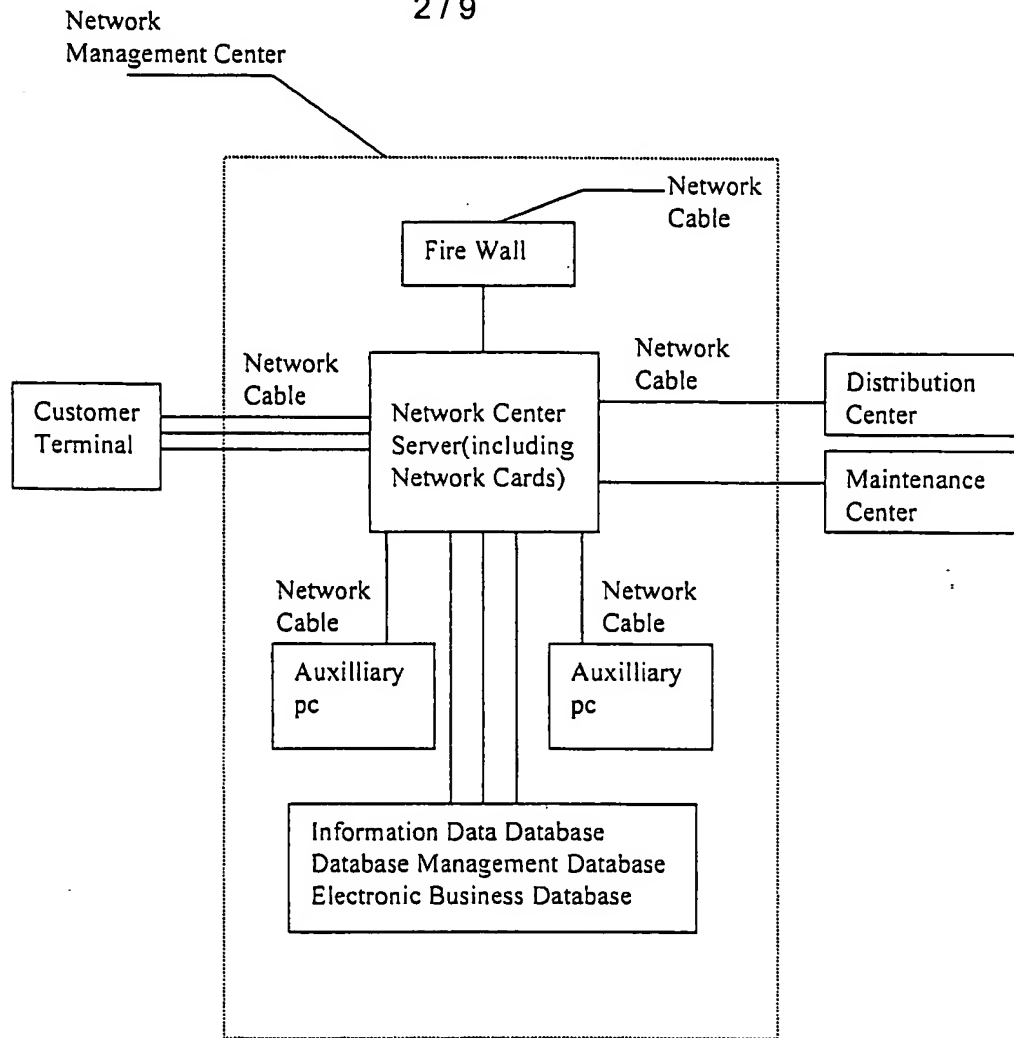 2/9
Network
Management Center
Network
Cable
Fire Wall
Network
Cable
Network
Cable
Customer
Terminal
Network Center
Server(including
Network Cards)
Distribution
Center
Maintenance
Center
Network
Cable
Network
Cable
Auxilliary
pc
Auxilliary
pc
Information Data Database
Database Management Database
Electronic Business Database